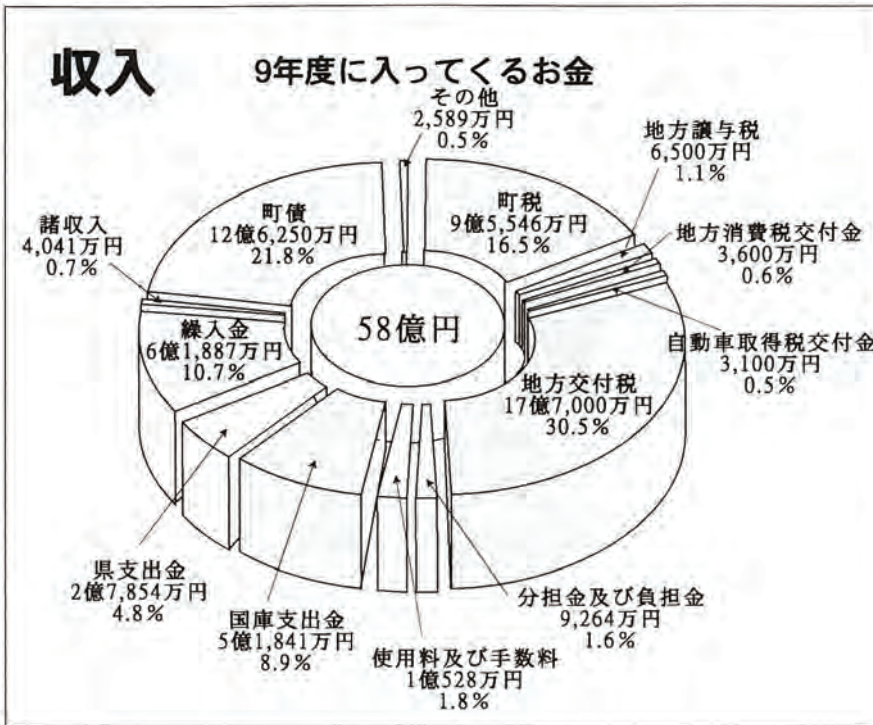 収入
9年度に入ってくるお金
その他
2,589万円
0.5%
町税
9億5,546万円
16.5%
地方譲与税
6,500万円
1.1%
地方消費税交付金
3,600万円
0.6%
自動車取得税交付金
3,100万円
0.5%
地方交付税
17億7,000万円
30.5%
分担金及び負担金
9,264万円
1.6%
使用料及び手数料
1億528万円
1.8%
国庫支出金
5億1,841万円
8.9%
県支出金
2億7,854万円
4.8%
繰入金
6億1,887万円
10.7%
諸収入
4,041万円
0.7%
町債
12億6,250万円
21.8%
58億円